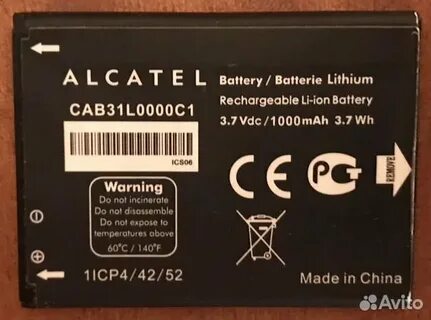 ALCATEL
Battery / Batterie Lithium
Rechargeable Li-ion Battery
3.7 Vdc / 1000mAh 3.7 Wh
CAB31L0000C1
ICS06
Warning
Do not incinerate
Do not disassemble
Do not expose to
temperatures above
60°C / 140°F
CE
PCT
REMOVE
1ICP4/42/52
Made in China
Avito